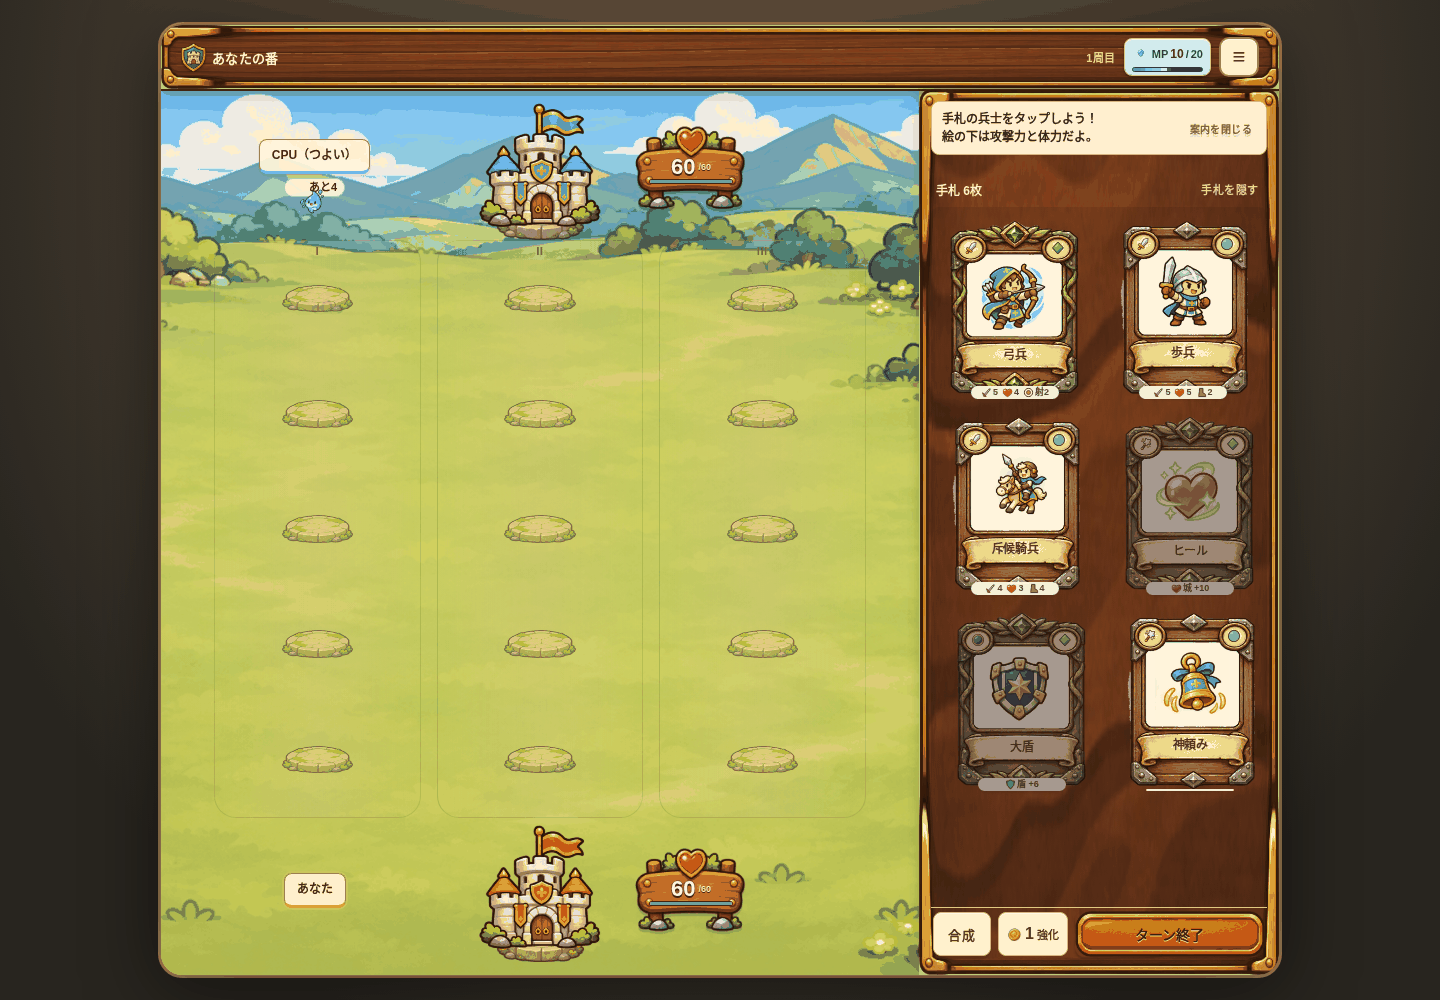 あなたの番
1周目
MP 10 / 20
≡
手札の兵士をタップしよう!
絵の下は攻撃力と体力だよ。
案内を閉じる
CPU（つよい）
あと4
60 /60
手札 6枚
手札を隠す
I
II
III
弓兵
5 4 射2
歩兵
5 5 2
斥候騎兵
4 3 4
ヒール
城 +10
大盾
盾 +6
神頼み
あなた
60 /60
合成
1 強化
ターン終了